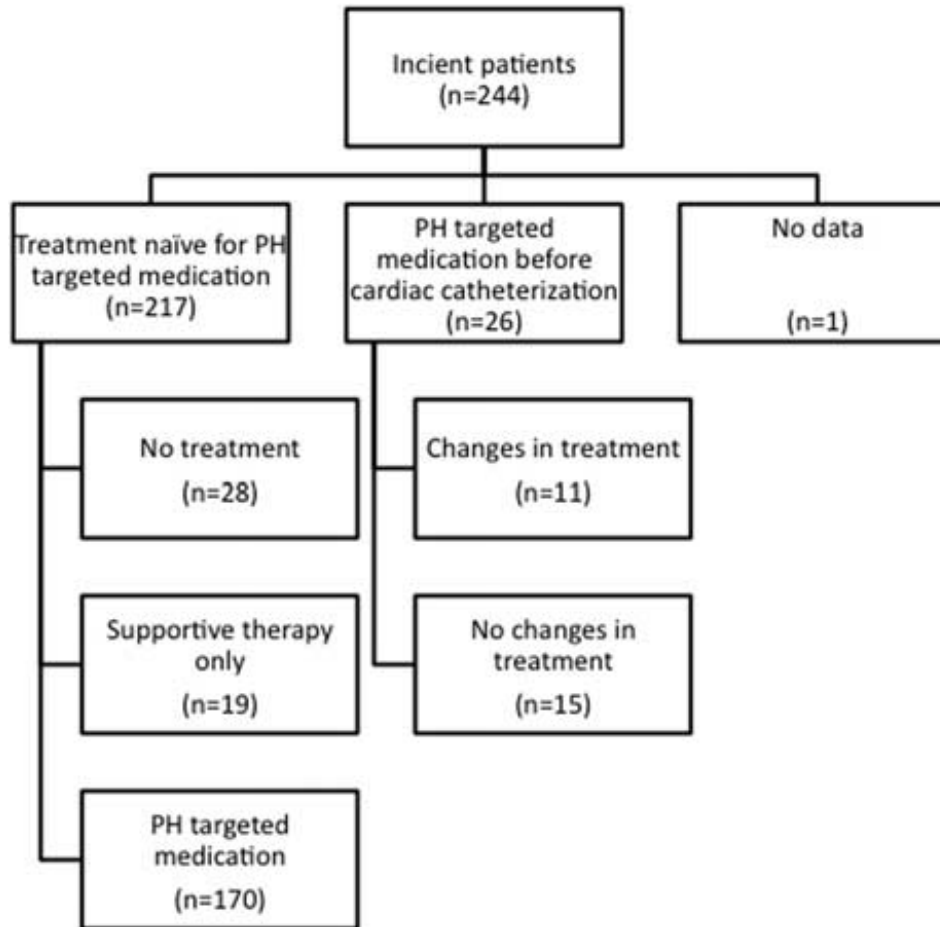 Incient patients
(n=244)
Treatment naïve for PH
targeted medication
(n=217)
PH targeted
medication before
cardiac catheterization
(n=26)
No data
(n=1)
No treatment
(n=28)
Supportive therapy
only
(n=19)
PH targeted
medication
(n=170)
Changes in treatment
(n=11)
No changes in
treatment
(n=15)